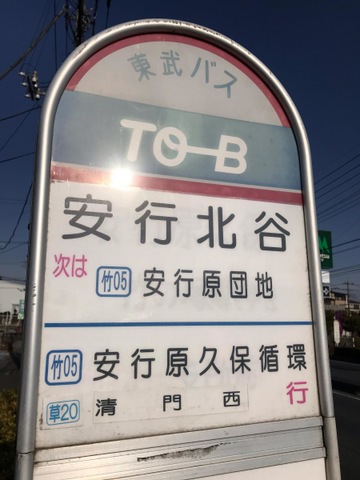 東武バス
TO-B
安行北谷
次は 竹05 安行原団地
竹05 安行原久保循環
草20 清門西 行